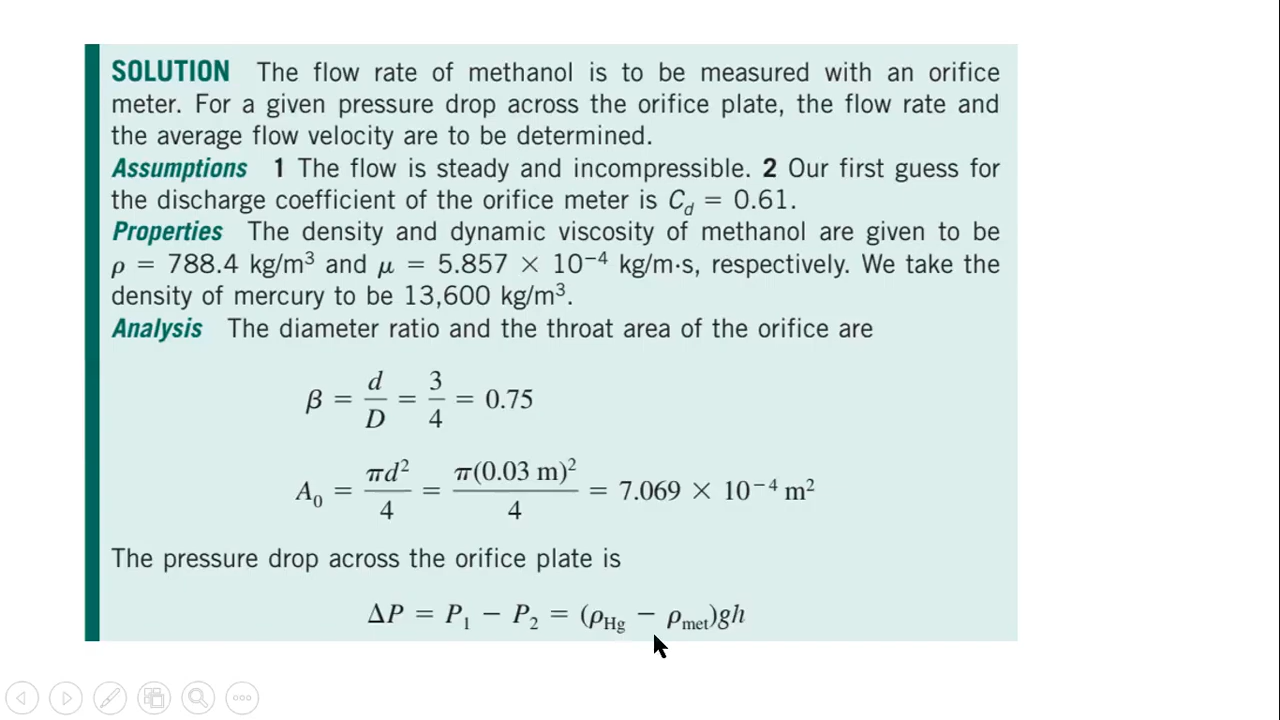 SOLUTION The flow rate of methanol is to be measured with an orifice
meter. For a given pressure drop across the orifice plate, the flow rate and
the average flow velocity are to be determined.
Assumptions 1 The flow is steady and incompressible. 2 Our first guess for
the discharge coefficient of the orifice meter is C_d = 0.61.
Properties The density and dynamic viscosity of methanol are given to be
ρ = 788.4 kg/m³ and μ = 5.857 × 10⁻⁴ kg/m·s, respectively. We take the
density of mercury to be 13,600 kg/m³.
Analysis The diameter ratio and the throat area of the orifice are
β = d/D = 3/4 = 0.75
A₀ = πd²/4 = π(0.03 m)²/4 = 7.069 × 10⁻⁴ m²
The pressure drop across the orifice plate is
ΔP = P₁ − P₂ = (ρ_Hg − ρ_met)gh